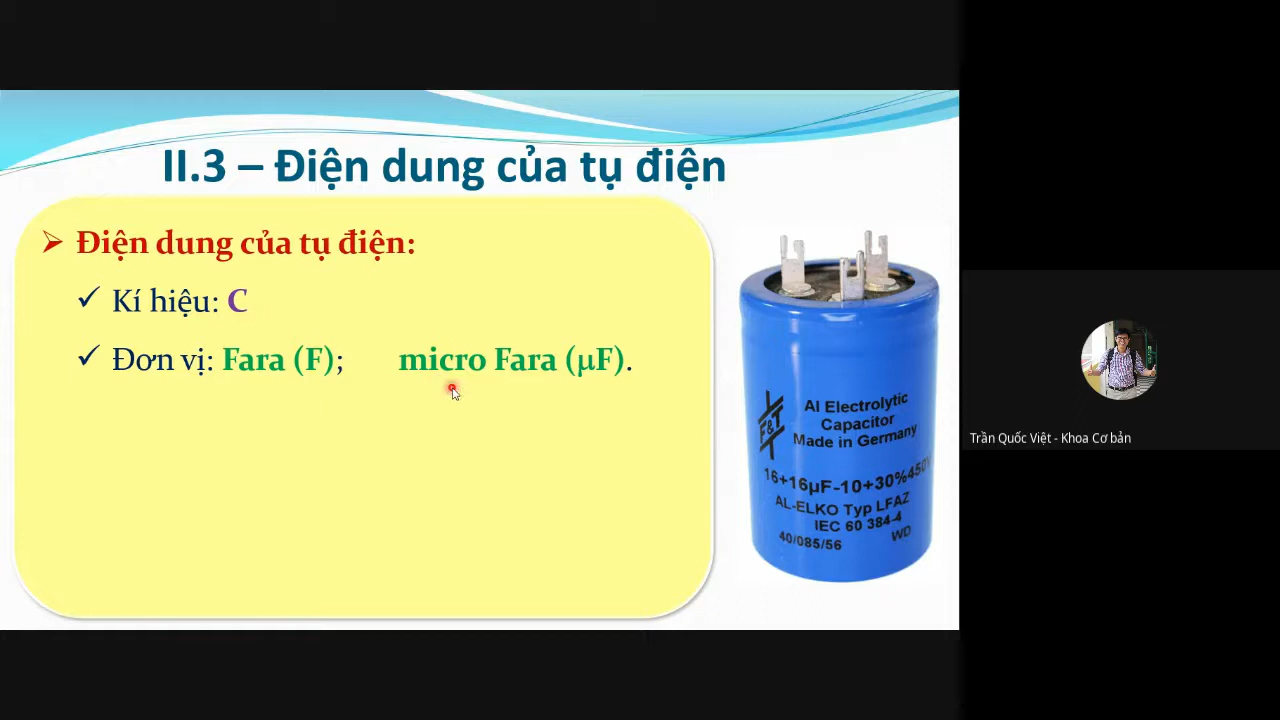 II.3 – Điện dung của tụ điện
Điện dung của tụ điện:
Kí hiệu: C
Đơn vị: Fara (F); micro Fara (μF).
F&T
Al Electrolytic
Capacitor
Made in Germany
16+16µF-10+30%450V
AL-ELKO Typ LFAZ
IEC 60 384-4
40/085/56 WD
Trần Quốc Việt - Khoa Cơ bản